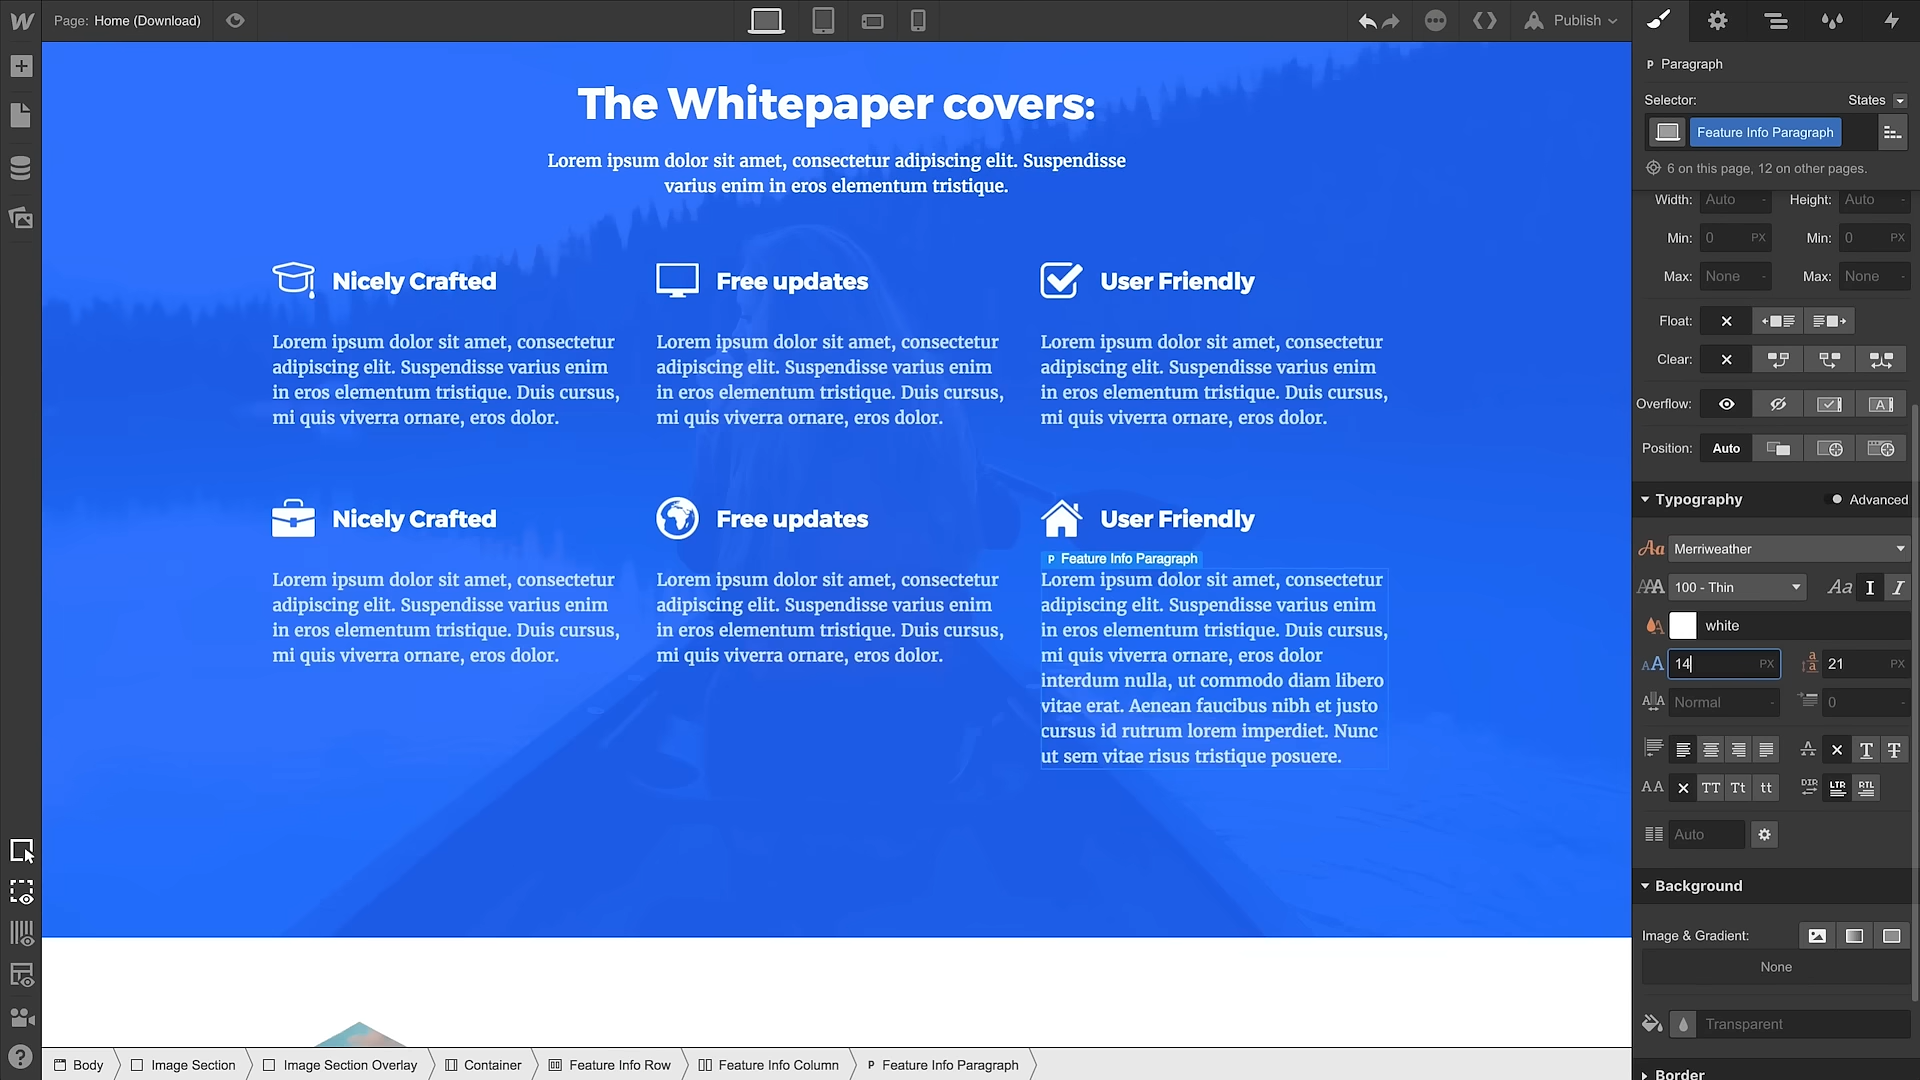 Page: Home (Download)
Publish
The Whitepaper covers:
Lorem ipsum dolor sit amet, consectetur adipiscing elit. Suspendisse
varius enim in eros elementum tristique.
Nicely Crafted
Lorem ipsum dolor sit amet, consectetur
adipiscing elit. Suspendisse varius enim
in eros elementum tristique. Duis cursus,
mi quis viverra ornare, eros dolor.
Free updates
Lorem ipsum dolor sit amet, consectetur
adipiscing elit. Suspendisse varius enim
in eros elementum tristique. Duis cursus,
mi quis viverra ornare, eros dolor.
User Friendly
Lorem ipsum dolor sit amet, consectetur
adipiscing elit. Suspendisse varius enim
in eros elementum tristique. Duis cursus,
mi quis viverra ornare, eros dolor.
Nicely Crafted
Lorem ipsum dolor sit amet, consectetur
adipiscing elit. Suspendisse varius enim
in eros elementum tristique. Duis cursus,
mi quis viverra ornare, eros dolor.
Free updates
Lorem ipsum dolor sit amet, consectetur
adipiscing elit. Suspendisse varius enim
in eros elementum tristique. Duis cursus,
mi quis viverra ornare, eros dolor.
User Friendly
P Feature Info Paragraph
Lorem ipsum dolor sit amet, consectetur
adipiscing elit. Suspendisse varius enim
in eros elementum tristique. Duis cursus,
mi quis viverra ornare, eros dolor
interdum nulla, ut commodo diam libero
vitae erat. Aenean faucibus nibh et justo
cursus id rutrum lorem imperdiet. Nunc
ut sem vitae risus tristique posuere.
Body Image Section Image Section Overlay Container Feature Info Row Feature Info Column P Feature Info Paragraph
P Paragraph
Selector: States
Feature Info Paragraph
6 on this page, 12 on other pages.
Width: Auto - Height: Auto -
Min: 0 PX Min: 0 PX
Max: None - Max: None -
Float:
Clear:
Overflow:
Position: Auto
Typography Advanced
Merriweather
100 - Thin
white
14 PX 21 PX
Normal - 0 -
TT Tt tt DIR LTR RTL
Auto
Background
Image & Gradient:
None
Transparent
Border